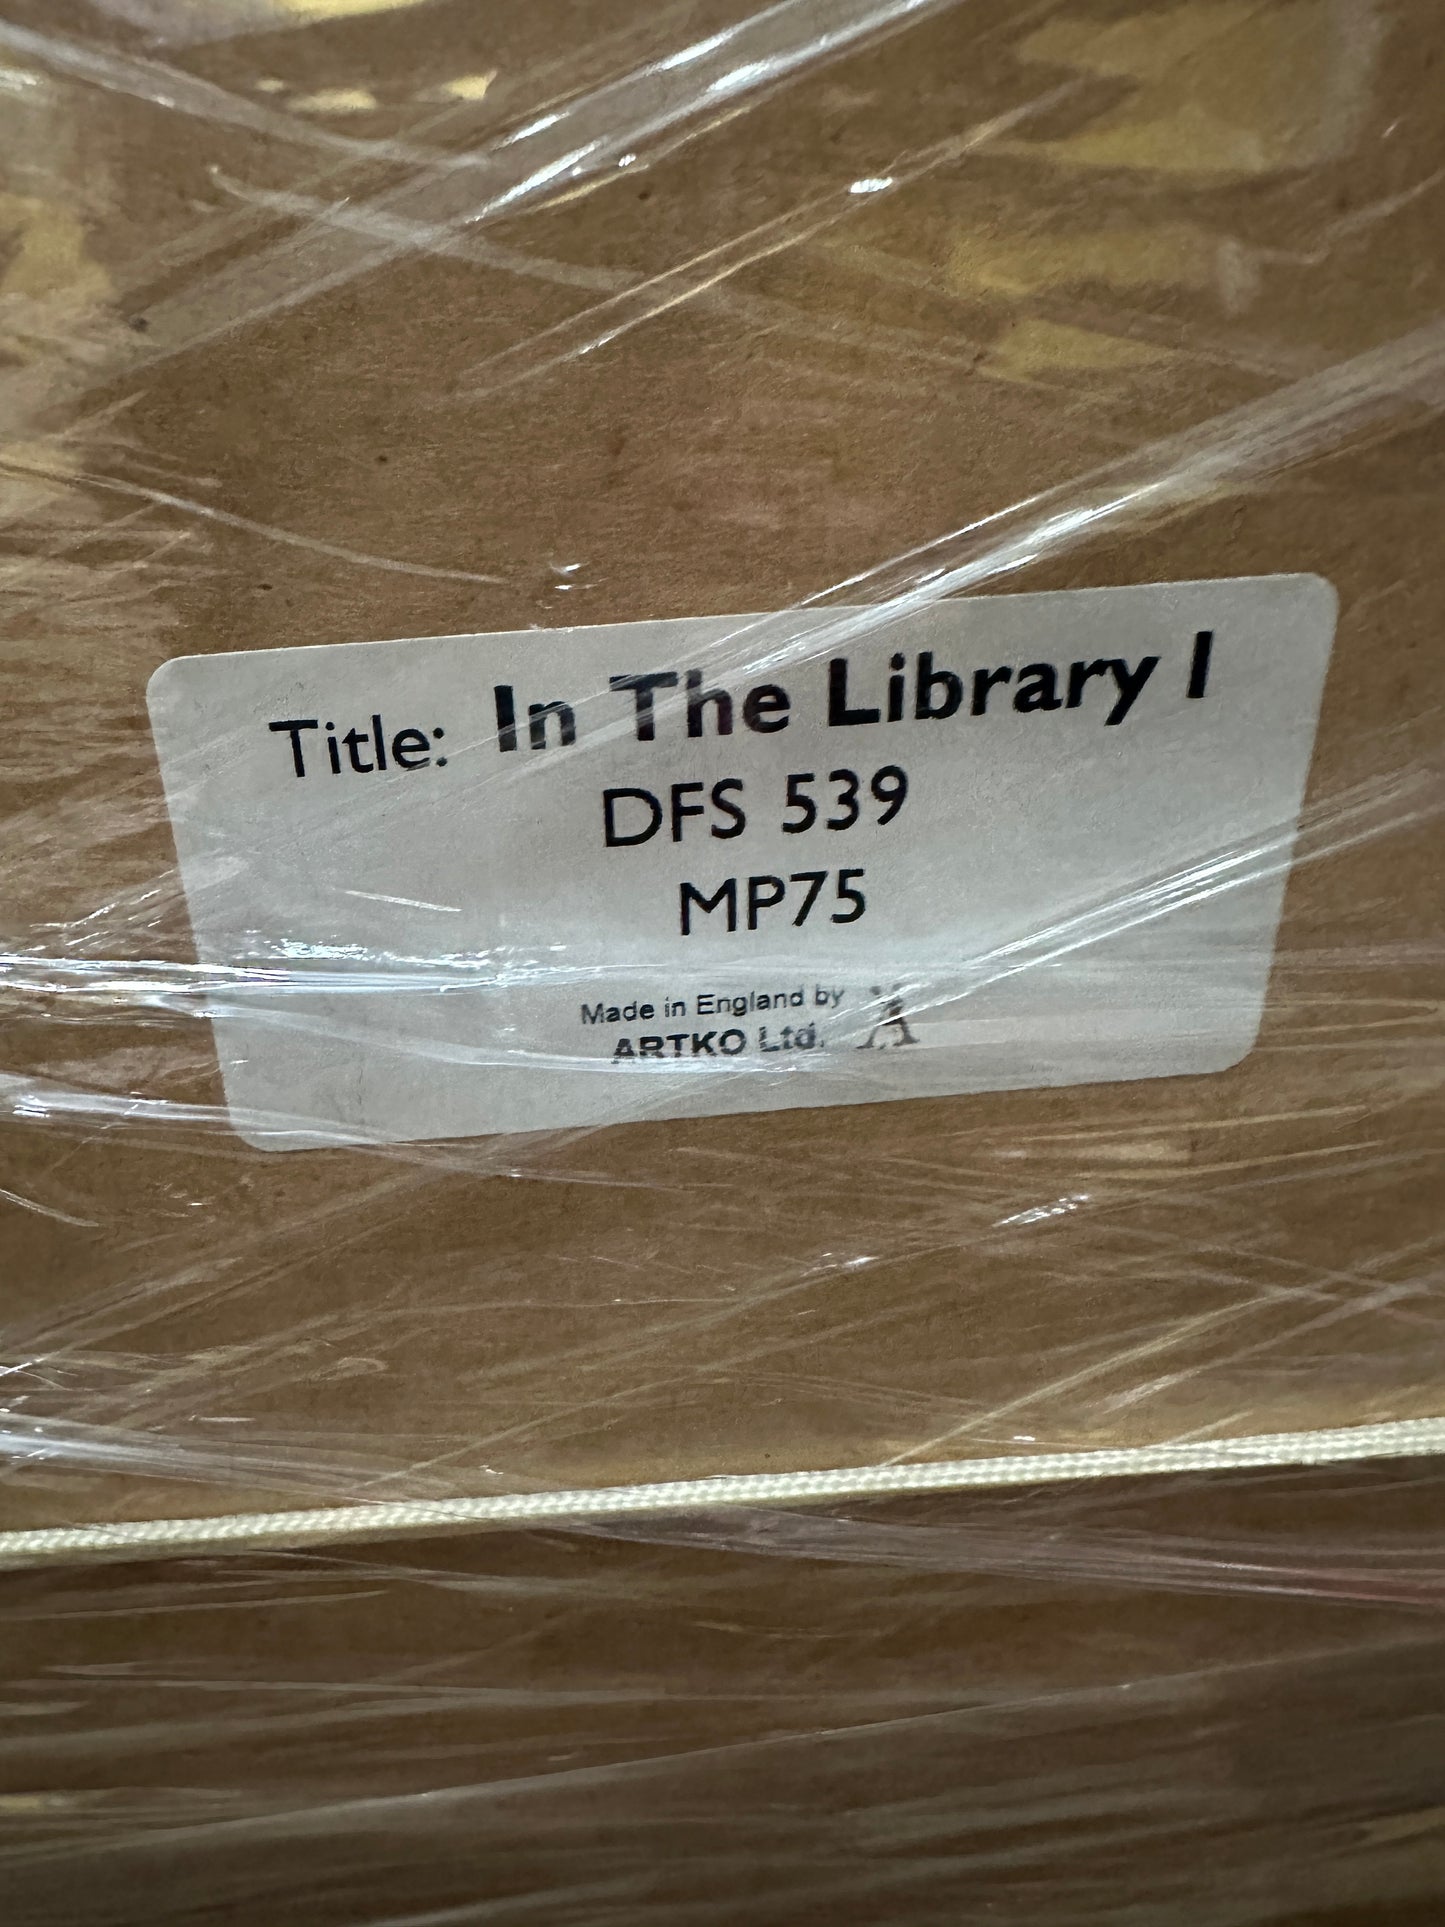 Title: In The Library I
DFS 539
MP75
Made in England by
ARTKO Ltd. A